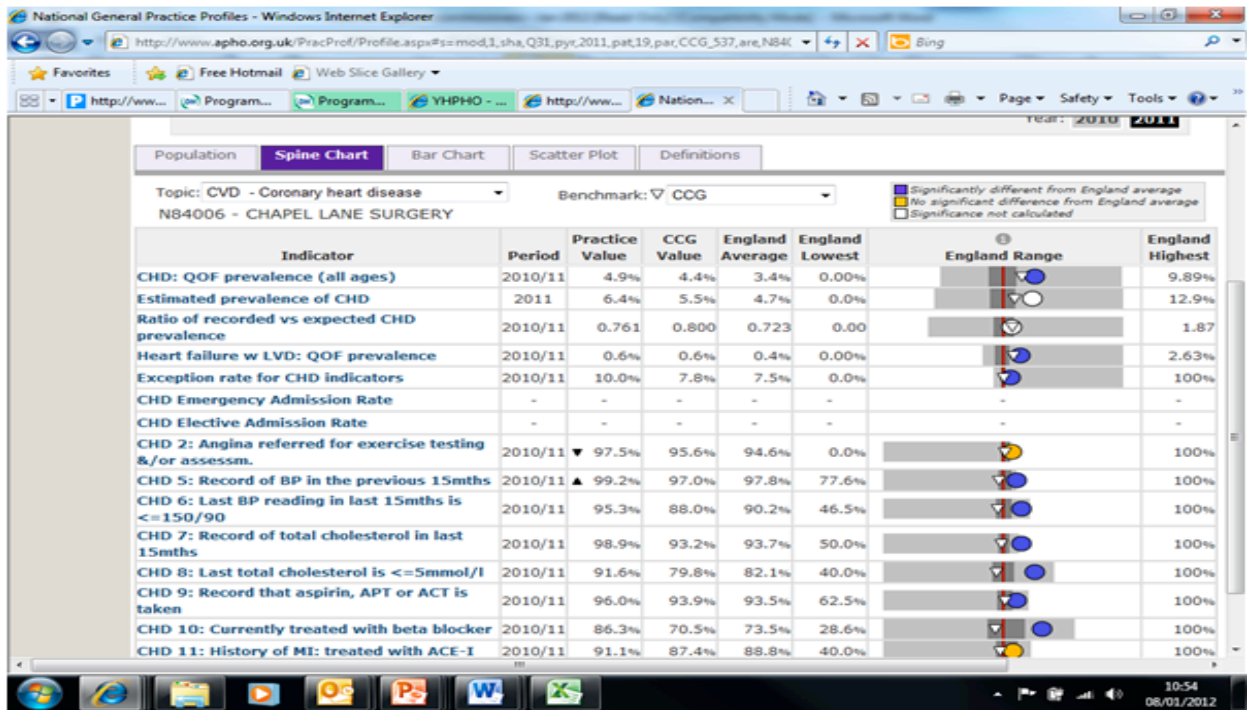 National General Practice Profiles - Windows Internet Explorer
http://www.apho.org.uk/PracProf/Profile.aspx#s=mod,1,sha,Q31,pyr,2011,pat,19,par,CCG_537,are,N84(
Bing
Favorites Free Hotmail Web Slice Gallery
http://ww... Program... Program... YHPHO - ... http://ww... Nation... Page Safety Tools
Year: 2010 2011
Population Spine Chart Bar Chart Scatter Plot Definitions
Topic: CVD - Coronary heart disease Benchmark: CCG
N84006 - CHAPEL LANE SURGERY
Significantly different from England average
No significant difference from England average
Significance not calculated
Indicator Period Practice Value CCG Value England Average England Lowest England Range England Highest
CHD: QOF prevalence (all ages) 2010/11 4.9% 4.4% 3.4% 0.00% 9.89%
Estimated prevalence of CHD 2011 6.4% 5.5% 4.7% 0.0% 12.9%
Ratio of recorded vs expected CHD
prevalence 2010/11 0.761 0.800 0.723 0.00 1.87
Heart failure w LVD: QOF prevalence 2010/11 0.6% 0.6% 0.4% 0.00% 2.63%
Exception rate for CHD indicators 2010/11 10.0% 7.8% 7.5% 0.0% 100%
CHD Emergency Admission Rate - - - - - - -
CHD Elective Admission Rate - - - - - - -
CHD 2: Angina referred for exercise testing
&/or assessm. 2010/11 ▼ 97.5% 95.6% 94.6% 0.0% 100%
CHD 5: Record of BP in the previous 15mths 2010/11 ▲ 99.2% 97.0% 97.8% 77.6% 100%
CHD 6: Last BP reading in last 15mths is
<=150/90 2010/11 95.3% 88.0% 90.2% 46.5% 100%
CHD 7: Record of total cholesterol in last
15mths 2010/11 98.9% 93.2% 93.7% 50.0% 100%
CHD 8: Last total cholesterol is <=5mmol/l 2010/11 91.6% 79.8% 82.1% 40.0% 100%
CHD 9: Record that aspirin, APT or ACT is
taken 2010/11 96.0% 93.9% 93.5% 62.5% 100%
CHD 10: Currently treated with beta blocker 2010/11 86.3% 70.5% 73.5% 28.6% 100%
CHD 11: History of MI: treated with ACE-I 2010/11 91.1% 87.4% 88.8% 40.0% 100%
10:54
08/01/2012